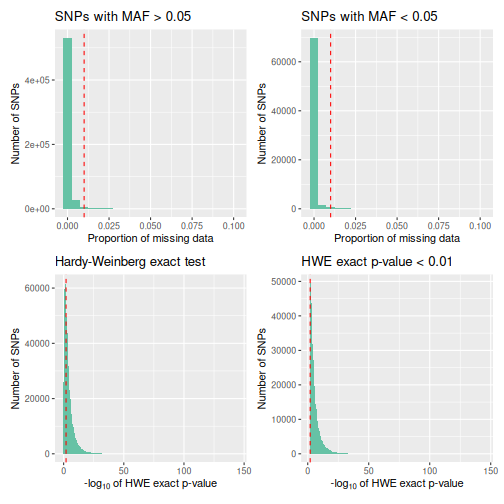 SNPs with MAF > 0.05
Number of SNPs
4e+05
2e+05
0e+00
0.000 0.025 0.050 0.075 0.100
Proportion of missing data
SNPs with MAF < 0.05
Number of SNPs
60000
40000
20000
0
0.000 0.025 0.050 0.075 0.100
Proportion of missing data
Hardy-Weinberg exact test
Number of SNPs
60000
40000
20000
0
0 50 100 150
-log₁₀ of HWE exact p-value
HWE exact p-value < 0.01
Number of SNPs
50000
40000
30000
20000
10000
0
0 50 100 150
-log₁₀ of HWE exact p-value